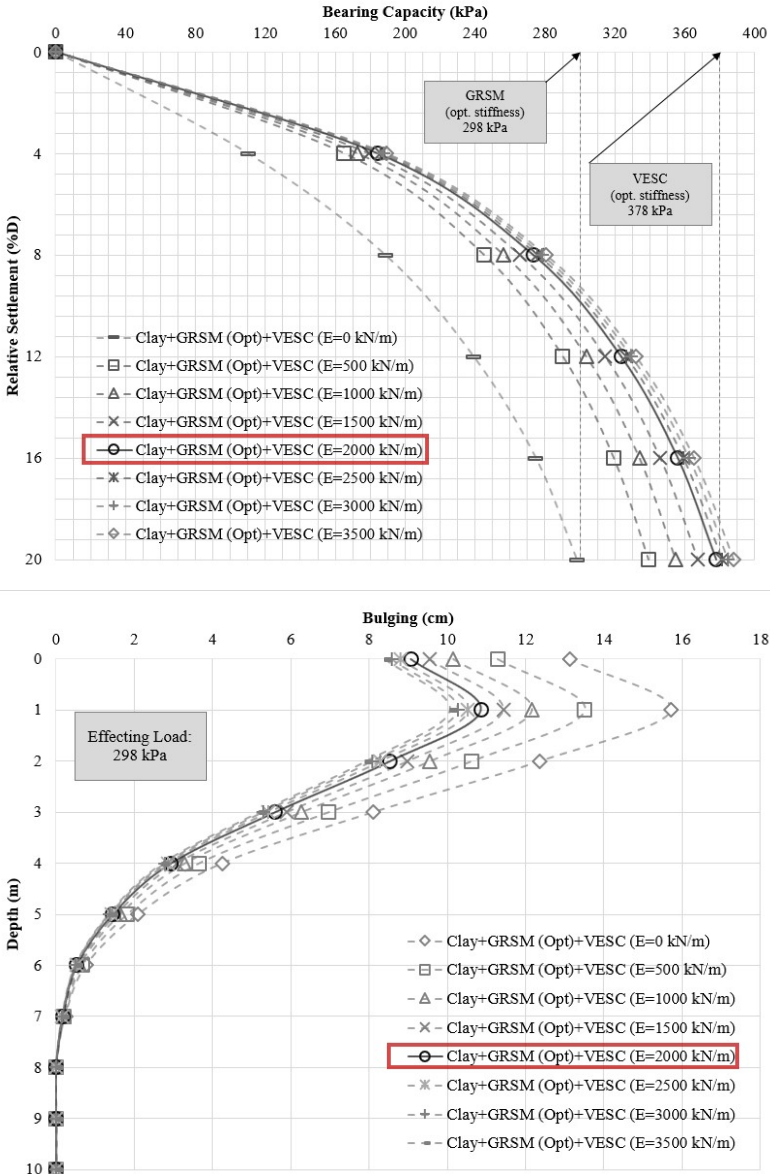 Bearing Capacity (kPa)
0 40 80 120 160 200 240 280 320 360 400
0
4
8
12
16
20
Relative Settlement (%D)
GRSM
(opt. stiffness)
298 kPa
VESC
(opt. stiffness)
378 kPa
Clay+GRSM (Opt)+VESC (E=0 kN/m)
Clay+GRSM (Opt)+VESC (E=500 kN/m)
Clay+GRSM (Opt)+VESC (E=1000 kN/m)
Clay+GRSM (Opt)+VESC (E=1500 kN/m)
Clay+GRSM (Opt)+VESC (E=2000 kN/m)
Clay+GRSM (Opt)+VESC (E=2500 kN/m)
Clay+GRSM (Opt)+VESC (E=3000 kN/m)
Clay+GRSM (Opt)+VESC (E=3500 kN/m)
Bulging (cm)
0 2 4 6 8 10 12 14 16 18
0
1
2
3
4
5
6
7
8
9
10
Depth (m)
Effecting Load:
298 kPa
Clay+GRSM (Opt)+VESC (E=0 kN/m)
Clay+GRSM (Opt)+VESC (E=500 kN/m)
Clay+GRSM (Opt)+VESC (E=1000 kN/m)
Clay+GRSM (Opt)+VESC (E=1500 kN/m)
Clay+GRSM (Opt)+VESC (E=2000 kN/m)
Clay+GRSM (Opt)+VESC (E=2500 kN/m)
Clay+GRSM (Opt)+VESC (E=3000 kN/m)
Clay+GRSM (Opt)+VESC (E=3500 kN/m)